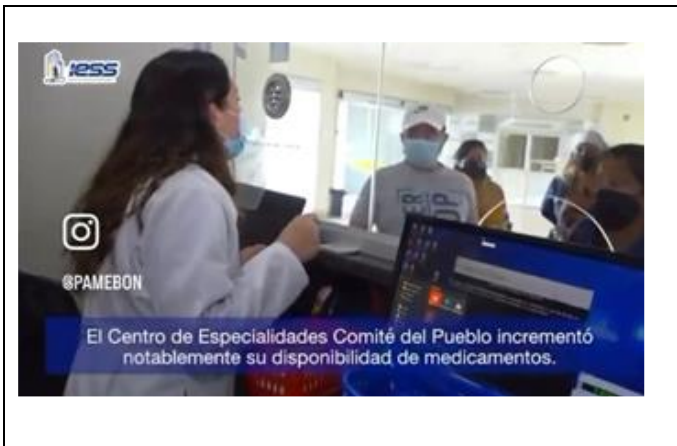 iess
@PAMEBON
El Centro de Especialidades Comité del Pueblo incrementó
notablemente su disponibilidad de medicamentos.